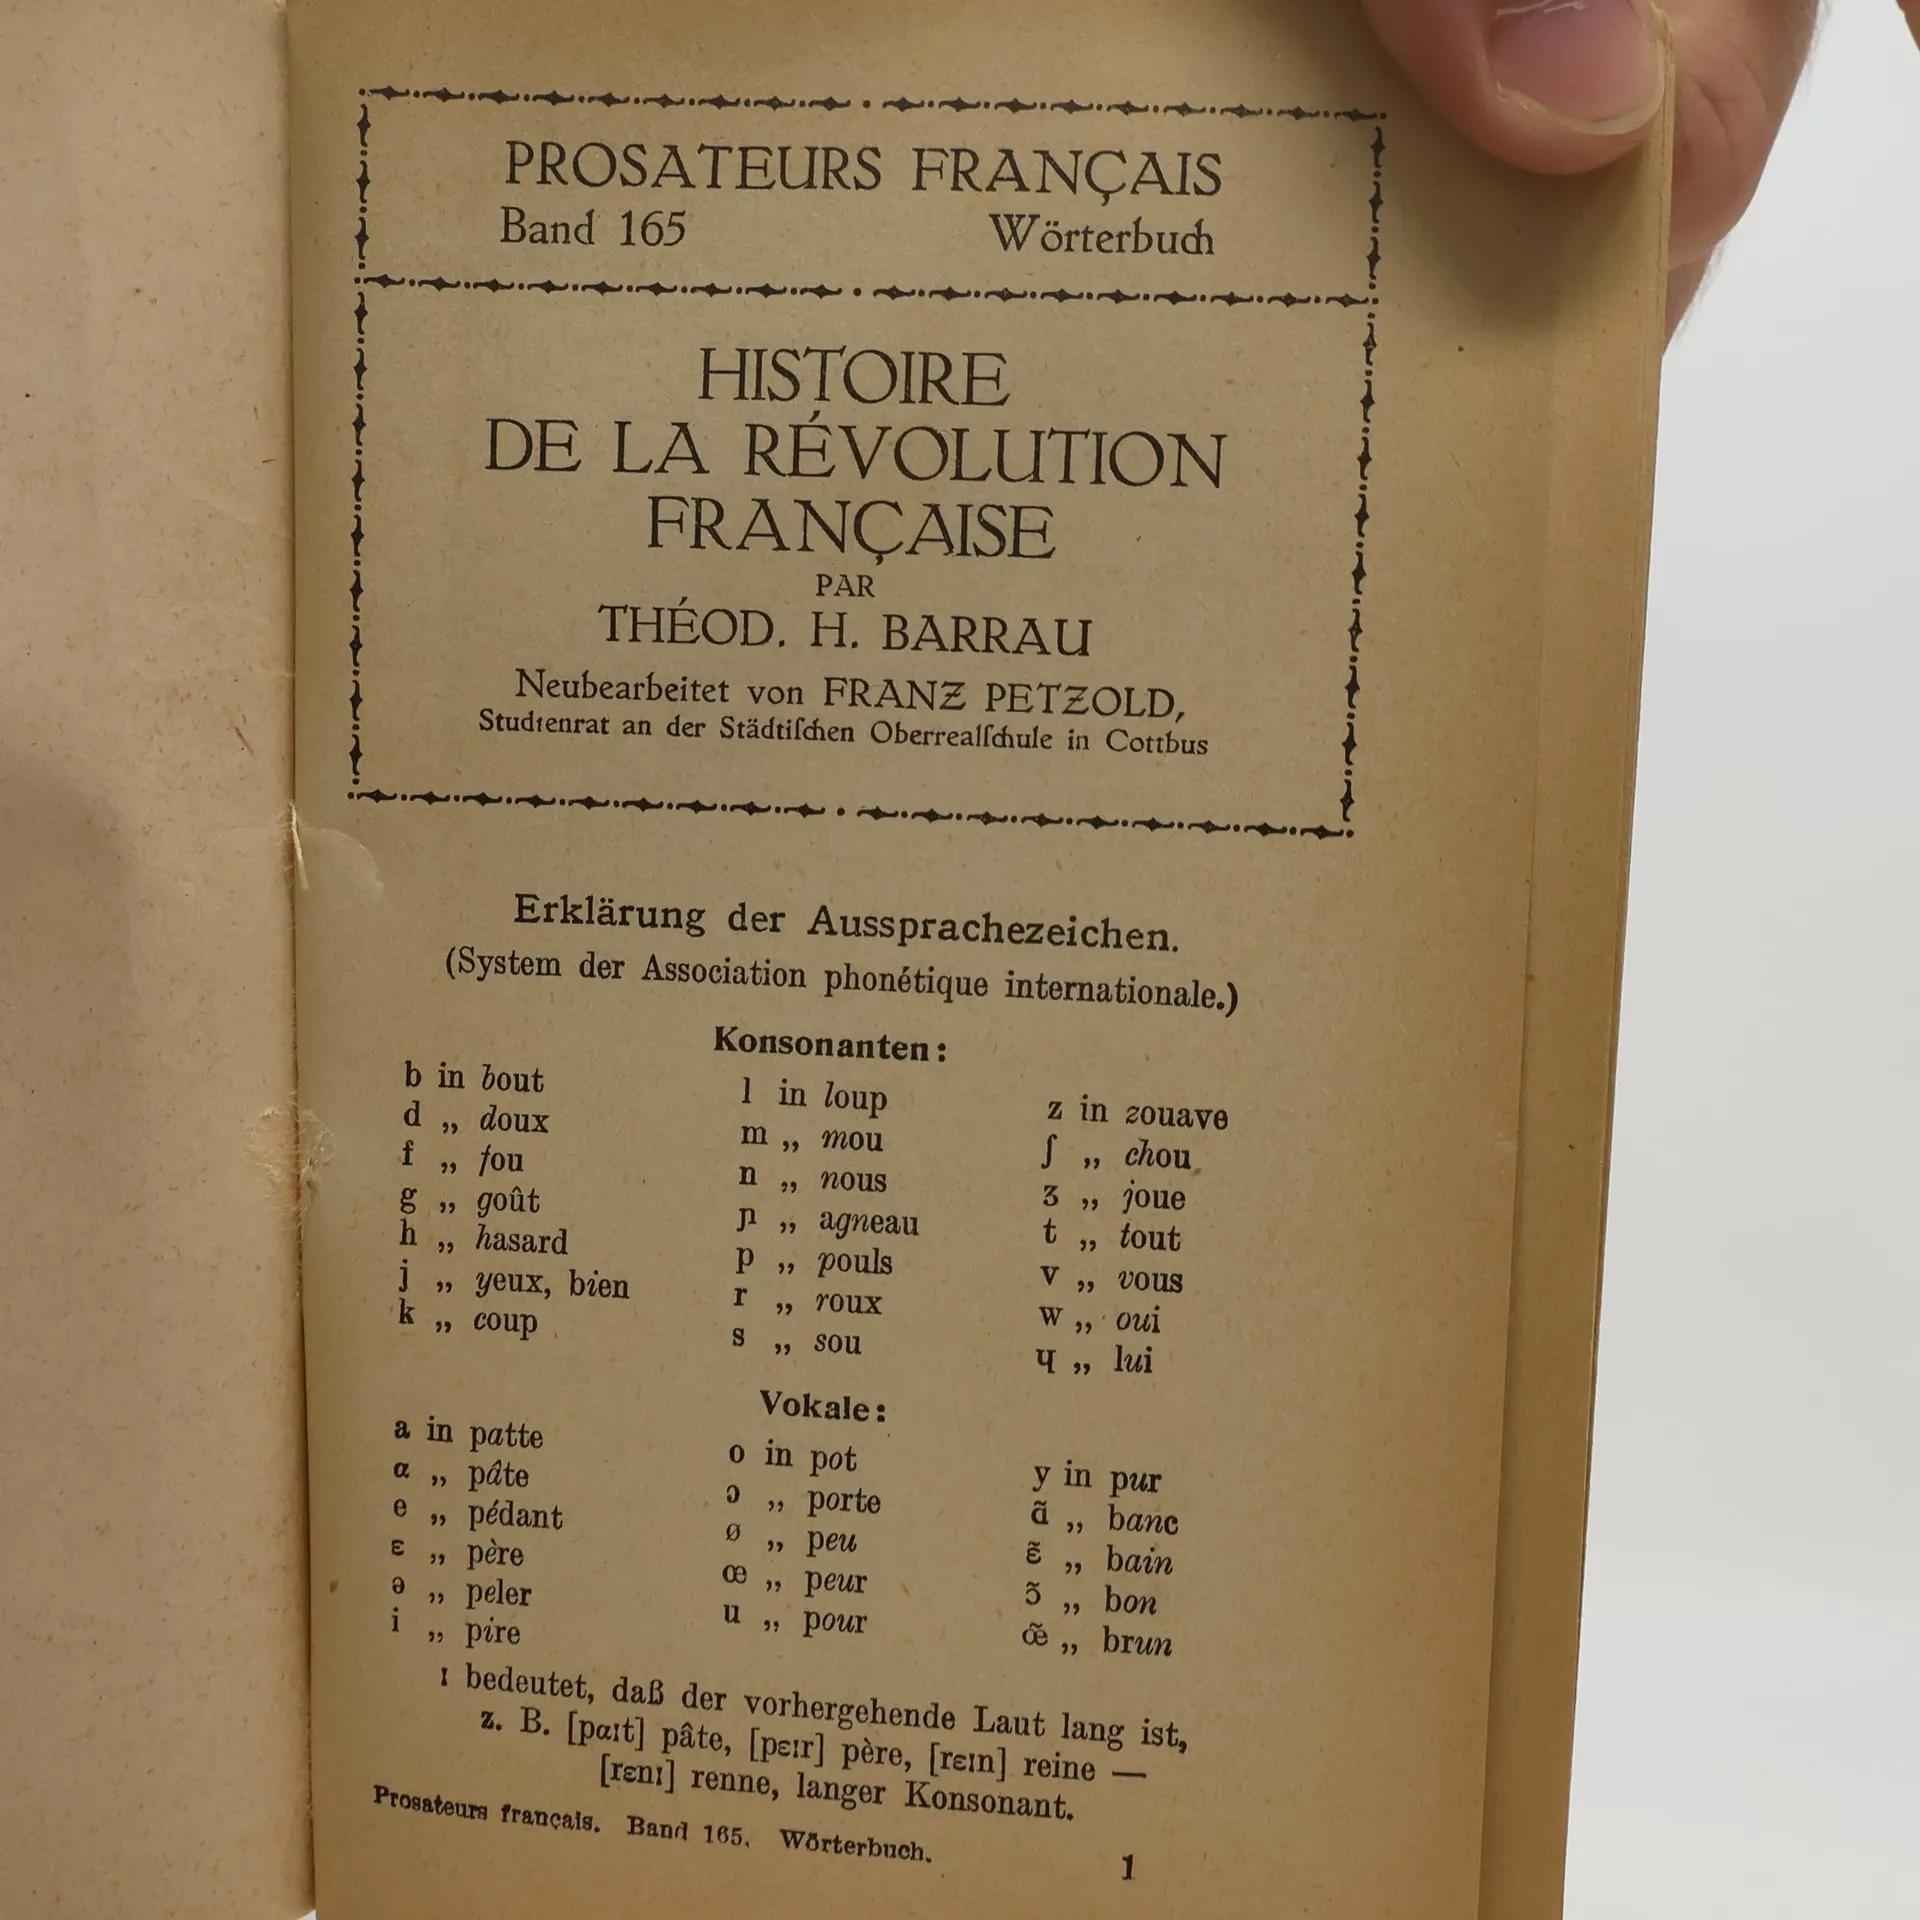 PROSATEURS FRANÇAIS
Band 165 Wörterbuch
HISTOIRE
DE LA RÉVOLUTION
FRANÇAISE
PAR
THÉOD. H. BARRAU
Neubearbeitet von FRANZ PETZOLD,
Studienrat an der Städtiſchen Oberrealſchule in Cottbus
Erklärung der Aussprachezeichen.
(System der Association phonétique internationale.)
Konsonanten:
b in bout
d „ doux
f „ fou
g „ goût
h „ hasard
j „ yeux, bien
k „ coup
l in loup
m „ mou
n „ nous
ɲ „ agneau
p „ pouls
r „ roux
s „ sou
z in zouave
ʃ „ chou
ʒ „ joue
t „ tout
v „ vous
w „ oui
ɥ „ lui
Vokale:
a in patte
ɑ „ pâte
e „ pédant
ɛ „ père
ə „ peler
i „ pire
o in pot
ɔ „ porte
ø „ peu
œ „ peur
u „ pour
y in pur
ɑ̃ „ banc
ɛ̃ „ bain
ɔ̃ „ bon
œ̃ „ brun
ː bedeutet, daß der vorhergehende Laut lang ist,
z. B. [pɑːt] pâte, [pɛːr] père, [rɛːn] reine —
[rɛnː] renne, langer Konsonant.
Prosateurs français. Band 165. Wörterbuch.
1